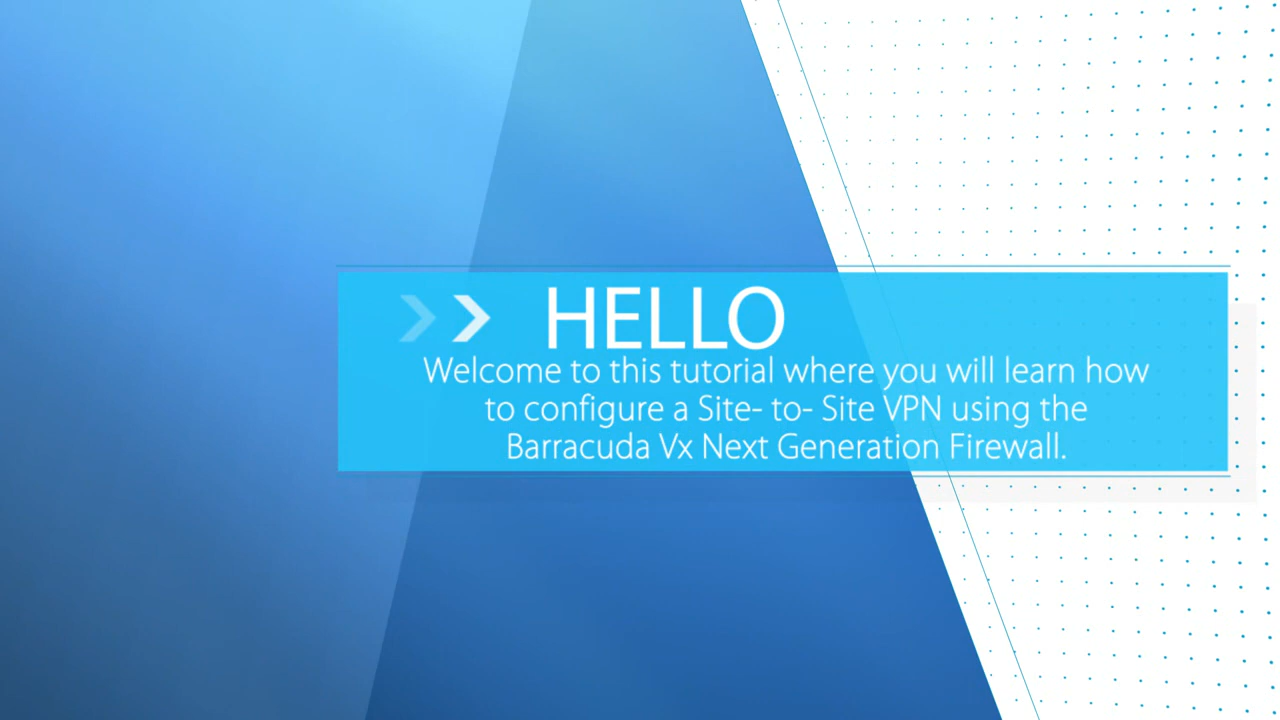 HELLO
Welcome to this tutorial where you will learn how
to configure a Site- to- Site VPN using the
Barracuda Vx Next Generation Firewall.